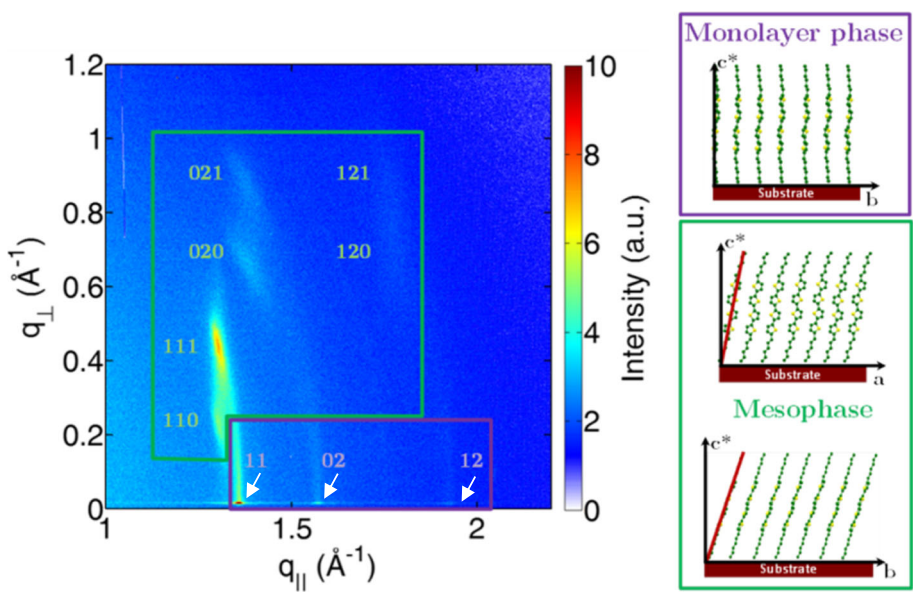 1.2
1
0.8
0.6
0.4
0.2
0
q⊥ (Å⁻¹)
021
121
020
120
111
110
11
02
12
1
1.5
2
q|| (Å⁻¹)
10
8
6
4
2
0
Intensity (a.u.)
Monolayer phase
c*
Substrate
b
c*
Substrate
a
Mesophase
c*
Substrate
b